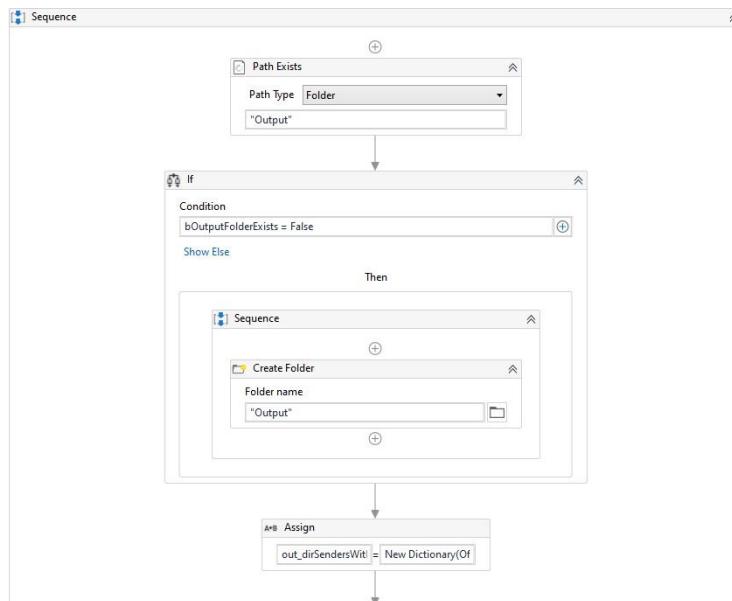 Sequence
Path Exists
Path Type Folder
"Output"
If
Condition
bOutputFolderExists = False
Show Else
Then
Sequence
Create Folder
Folder name
"Output"
A+B Assign
out_dirSendersWit = New Dictionary(Of